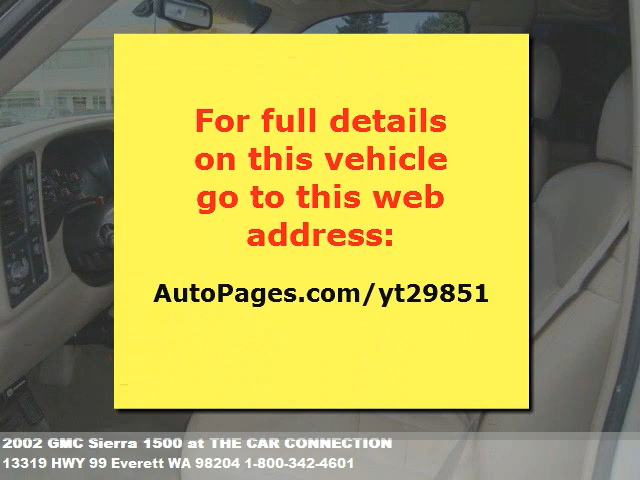 For full details
on this vehicle
go to this web
address:
AutoPages.com/yt29851
2002 GMC Sierra 1500 at THE CAR CONNECTION
13319 HWY 99 Everett WA 98204 1-800-342-4601